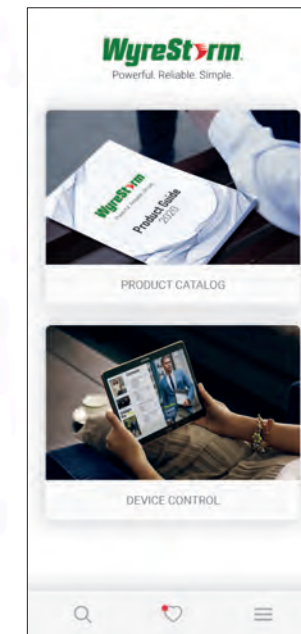 WyreStorm
Powerful. Reliable. Simple.
WyreStorm
Product Guide
2020
PRODUCT CATALOG
DEVICE CONTROL